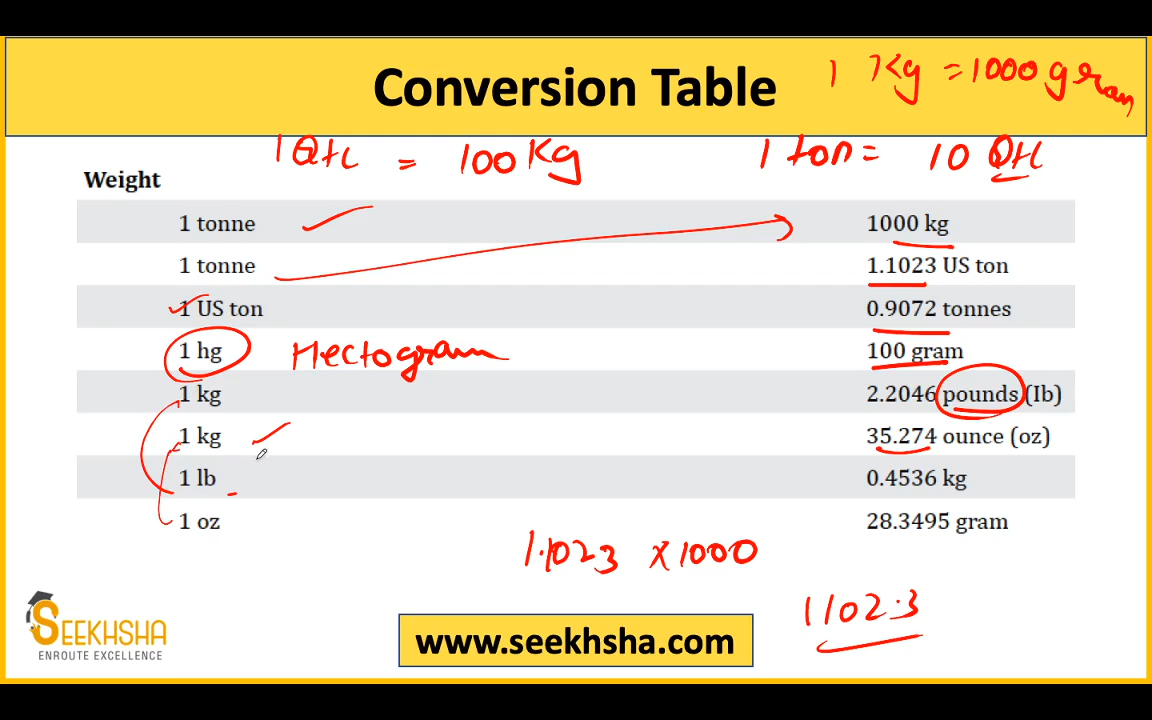 Conversion Table
1 Kg = 1000 gram
1 Qtl = 100 Kg
1 ton = 10 Qtl
Weight
1 tonne 1000 kg
1 tonne 1.1023 US ton
1 US ton 0.9072 tonnes
1 hg Hectogram 100 gram
1 kg 2.2046 pounds (Ib)
1 kg 35.274 ounce (oz)
1 lb 0.4536 kg
1 oz 28.3495 gram
1.1023 x 1000
1102.3
SEEKHSHA
ENROUTE EXCELLENCE
www.seekhsha.com